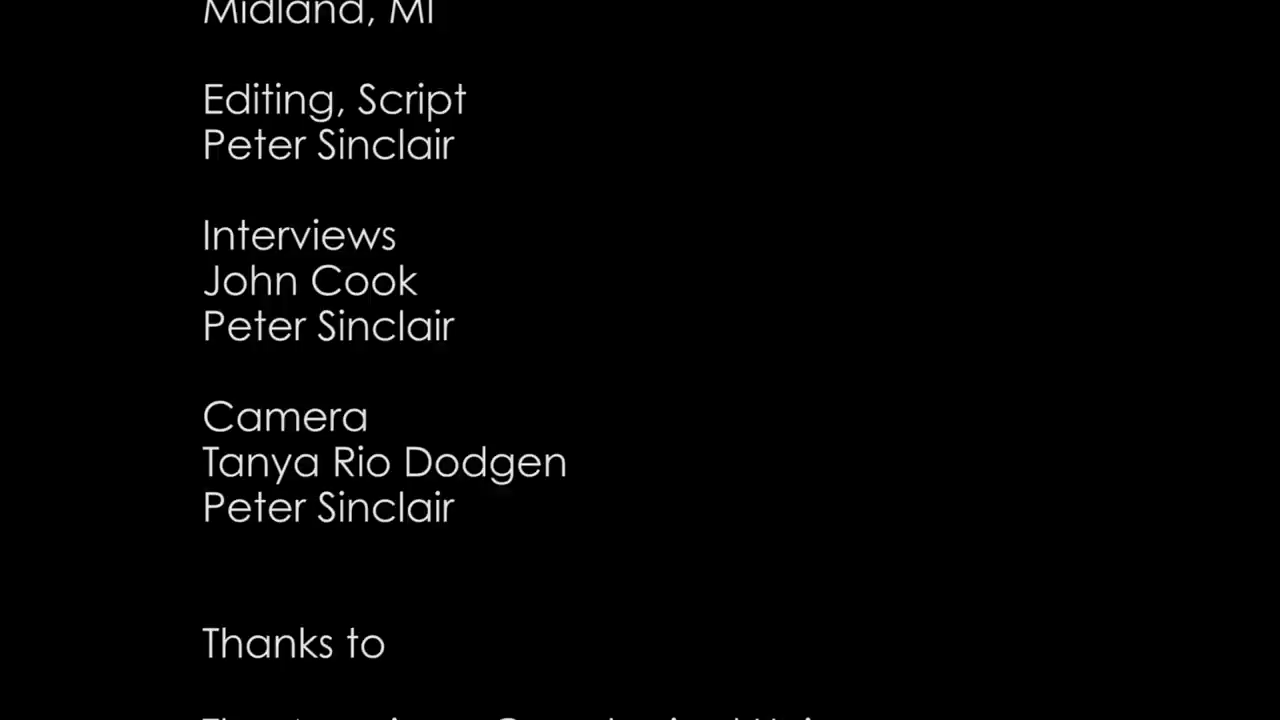 Midland, MI
Editing, Script
Peter Sinclair
Interviews
John Cook
Peter Sinclair
Camera
Tanya Rio Dodgen
Peter Sinclair
Thanks to